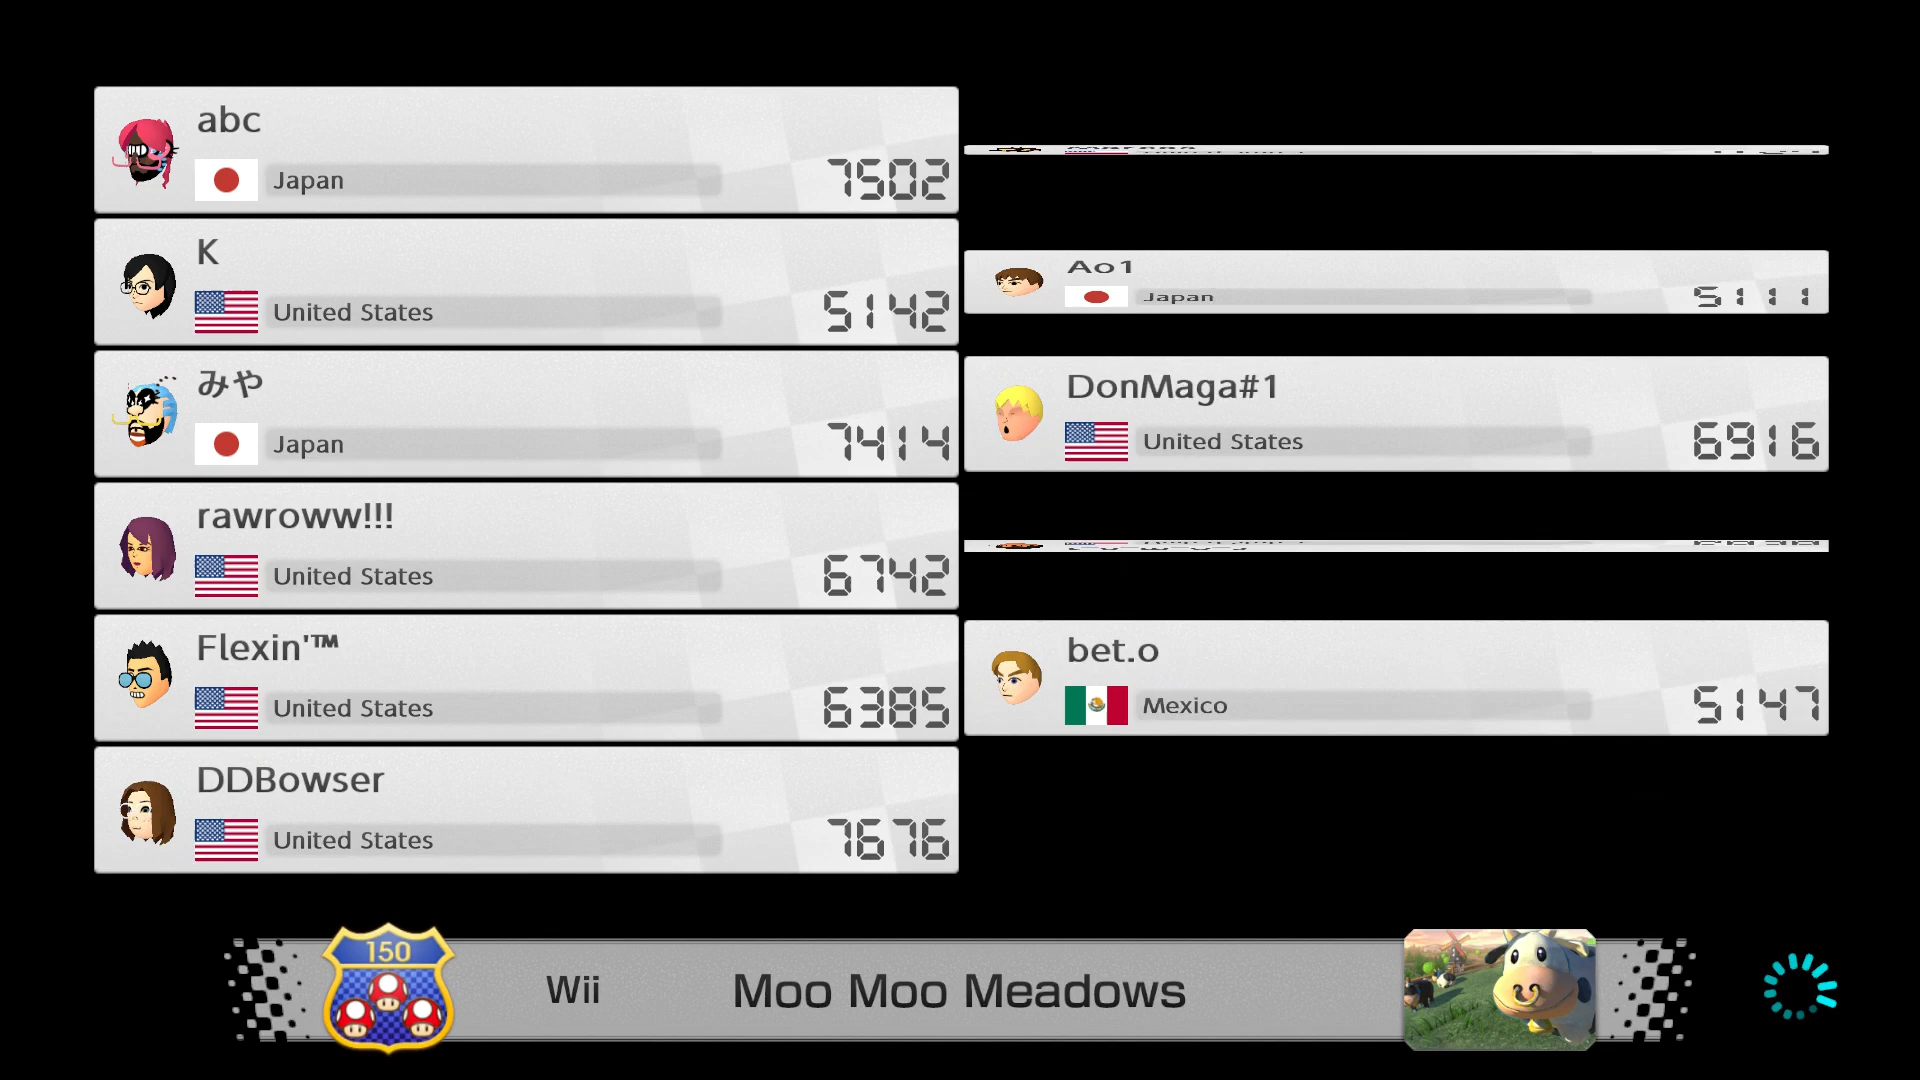 abc
Japan
7502
K
United States
5142
みや
Japan
7414
rawroww!!!
United States
6742
Flexin'™
United States
6385
DDBowser
United States
7676
Ao1
Japan
5111
DonMaga#1
United States
6916
bet.o
Mexico
5147
150
Wii
Moo Moo Meadows